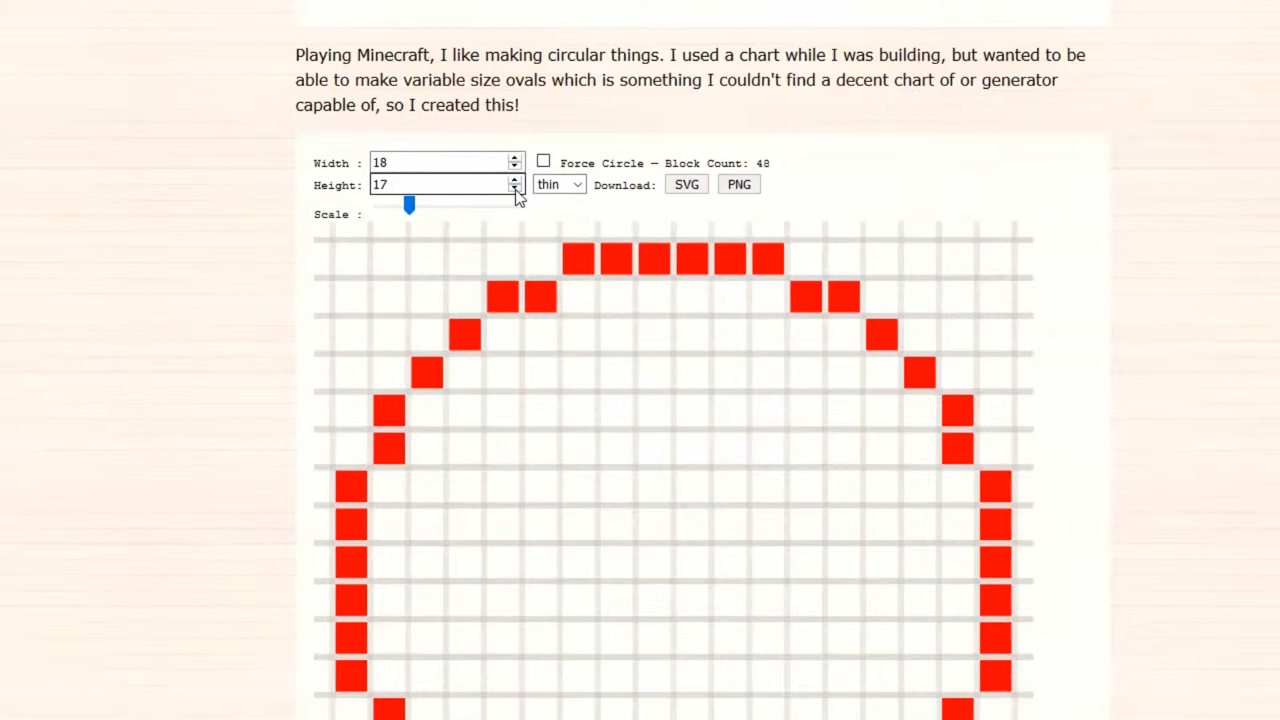 Playing Minecraft, I like making circular things. I used a chart while I was building, but wanted to be
able to make variable size ovals which is something I couldn't find a decent chart of or generator
capable of, so I created this!
Width : 18 Force Circle — Block Count: 48
Height: 17 thin Download: SVG PNG
Scale :